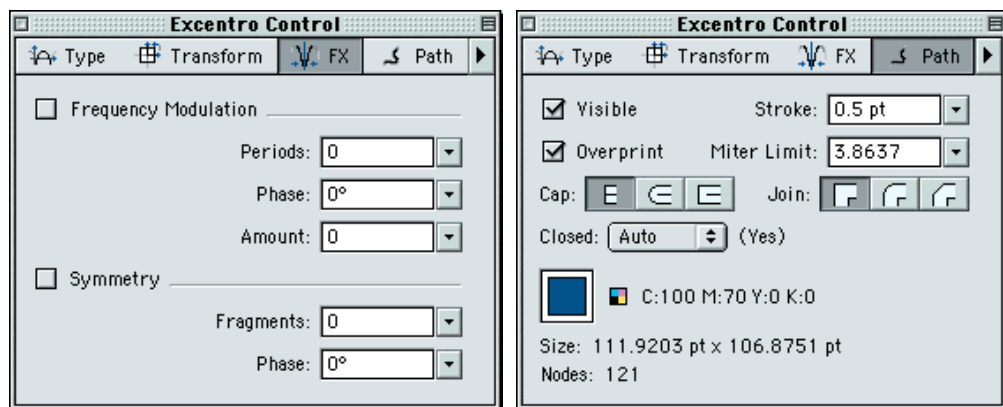 Excentro Control
Type Transform FX Path
Frequency Modulation
Periods: 0
Phase: 0°
Amount: 0
Symmetry
Fragments: 0
Phase: 0°
Excentro Control
Type Transform FX Path
Visible Stroke: 0.5 pt
Overprint Miter Limit: 3.8637
Cap: Join:
Closed: Auto (Yes)
C:100 M:70 Y:0 K:0
Size: 111.9203 pt x 106.8751 pt
Nodes: 121